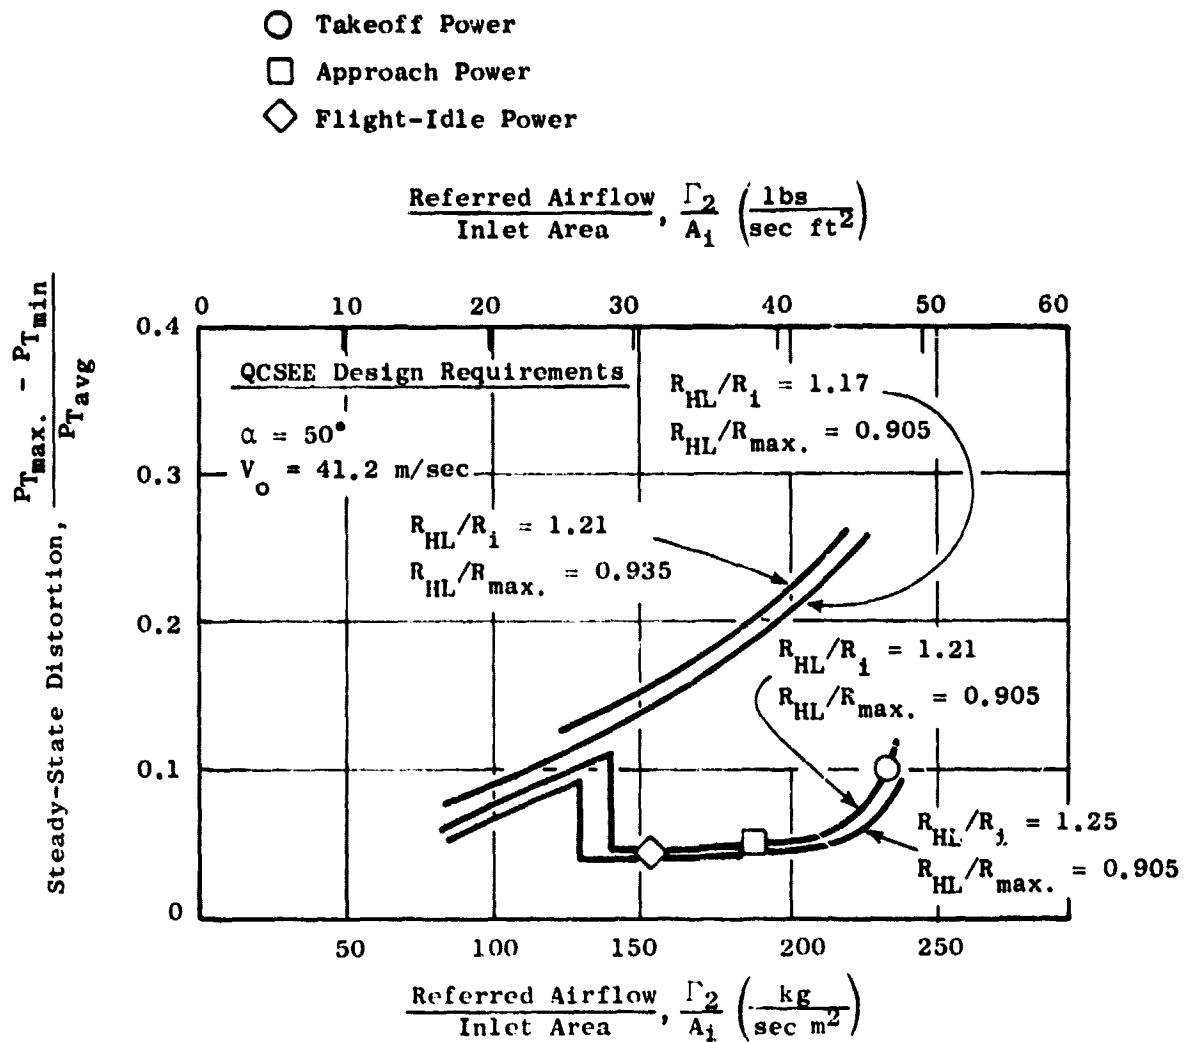 Takeoff Power
Approach Power
Flight-Idle Power
Referred Airflow / Inlet Area, Γ2 / Ai (lbs / sec ft²)
0 10 20 30 40 50 60
Steady-State Distortion, PTmax. - PTmin / PTavg
0.4
0.3
0.2
0.1
0
QCSEE Design Requirements
α = 50°
Vo = 41.2 m/sec
RHL/Ri = 1.17
RHL/Rmax. = 0.905
RHL/Ri = 1.21
RHL/Rmax. = 0.935
RHL/Ri = 1.21
RHL/Rmax. = 0.905
RHL/Ri = 1.25
RHL/Rmax. = 0.905
50 100 150 200 250
Referred Airflow / Inlet Area, Γ2 / Ai (kg / sec m²)